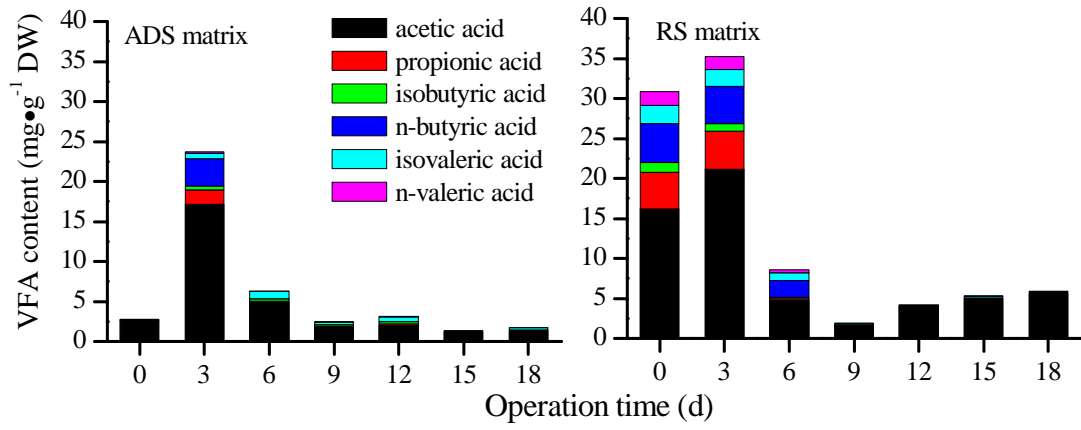 ADS matrix
RS matrix
acetic acid
propionic acid
isobutyric acid
n-butyric acid
isovaleric acid
n-valeric acid
VFA content (mg•g⁻¹ DW)
40
35
30
25
20
15
10
5
0
40
35
30
25
20
15
10
5
0
0 3 6 9 12 15 18
0 3 6 9 12 15 18
Operation time (d)